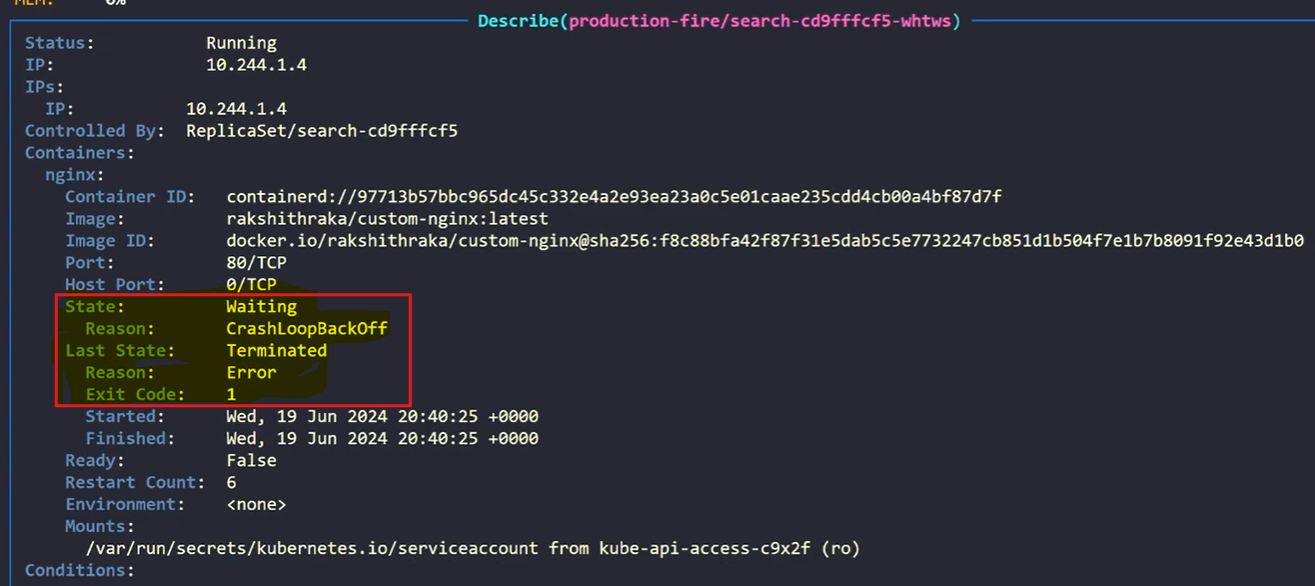 MEM: 0%
Describe(production-fire/search-cd9fffcf5-whtws)
Status: Running
IP: 10.244.1.4
IPs:
IP: 10.244.1.4
Controlled By: ReplicaSet/search-cd9fffcf5
Containers:
nginx:
Container ID: containerd://97713b57bbc965dc45c332e4a2e93ea23a0c5e01caae235cdd4cb00a4bf87d7f
Image: rakshithraka/custom-nginx:latest
Image ID: docker.io/rakshithraka/custom-nginx@sha256:f8c88bfa42f87f31e5dab5c5e7732247cb851d1b504f7e1b7b8091f92e43d1b0
Port: 80/TCP
Host Port: 0/TCP
State: Waiting
Reason: CrashLoopBackOff
Last State: Terminated
Reason: Error
Exit Code: 1
Started: Wed, 19 Jun 2024 20:40:25 +0000
Finished: Wed, 19 Jun 2024 20:40:25 +0000
Ready: False
Restart Count: 6
Environment: <none>
Mounts:
/var/run/secrets/kubernetes.io/serviceaccount from kube-api-access-c9x2f (ro)
Conditions: